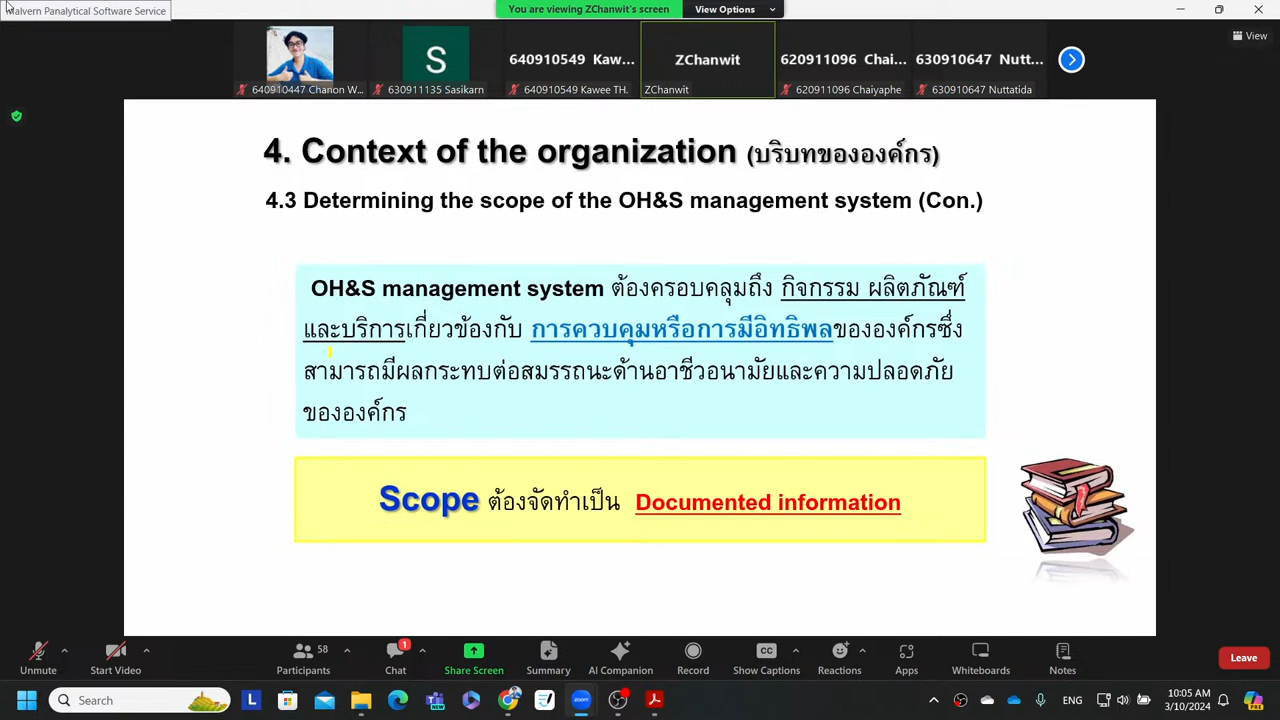 Malvern Panalytical Software Service
You are viewing ZChanwit's screen
View Options
View
S
640910549 Kaw...
ZChanwit
620911096 Chai...
630910647 Nutt...
640910447 Chanon W...
630911135 Sasikarn
640910549 Kawee TH.
ZChanwit
620911096 Chaiyaphe
630910647 Nuttatida
4. Context of the organization (บริบทขององค์กร)
4.3 Determining the scope of the OH&S management system (Con.)
OH&S management system ต้องครอบคลุมถึง กิจกรรม ผลิตภัณฑ์
และบริการเกี่ยวข้องกับ การควบคุมหรือการมีอิทธิพลขององค์กรซึ่ง
สามารถมีผลกระทบต่อสมรรถนะด้านอาชีวอนามัยและความปลอดภัย
ขององค์กร
Scope ต้องจัดทำเป็น Documented information
58
1
CC
Unmute
Start Video
Participants
Chat
Share Screen
Summary
AI Companion
Record
Show Captions
Reactions
Apps
Whiteboards
Notes
Leave
Search
L
zoom
ENG
10:05 AM
3/10/2024